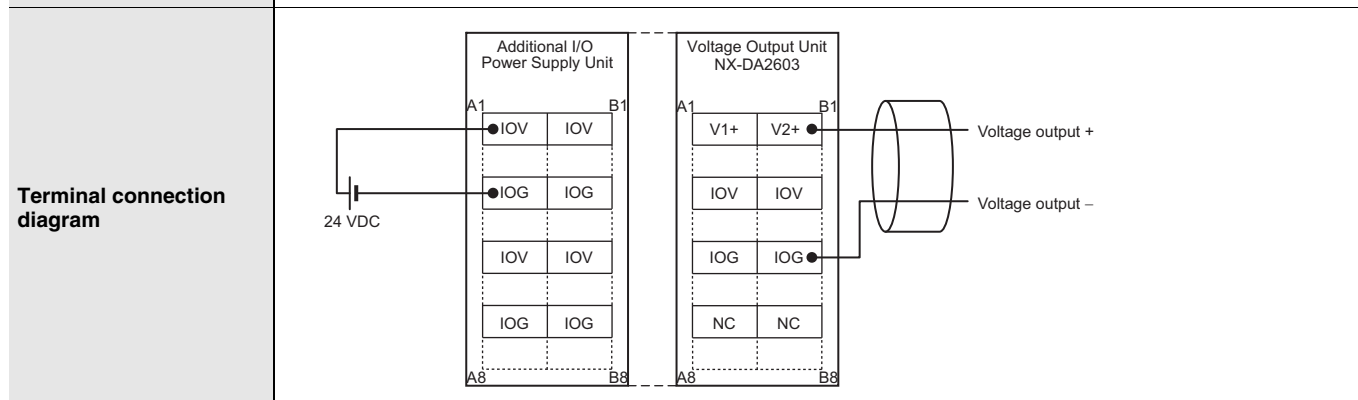 Terminal connection
diagram
Additional I/O
Power Supply Unit
A1 B1
IOV IOV
IOG IOG
IOV IOV
IOG IOG
A8 B8
24 VDC
Voltage Output Unit
NX-DA2603
A1 B1
V1+ V2+
IOV IOV
IOG IOG
NC NC
A8 B8
Voltage output +
Voltage output −